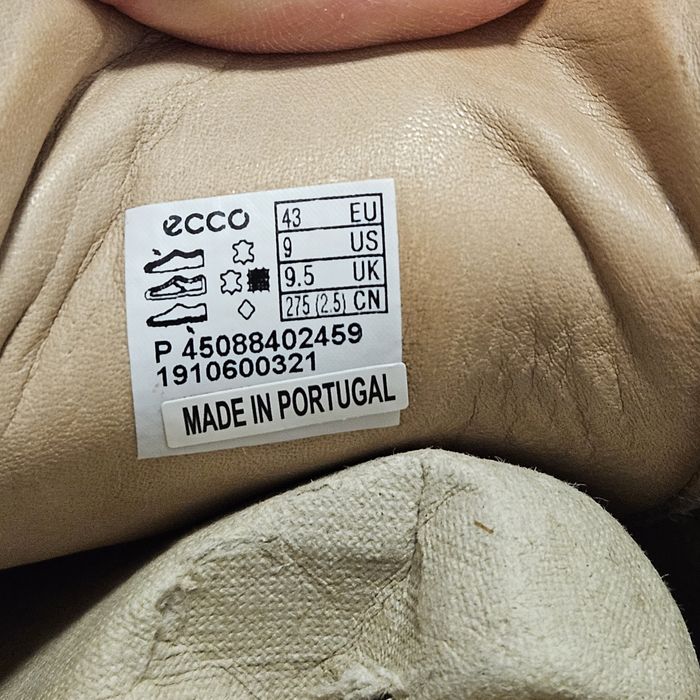 ecco
43 EU
9 US
9.5 UK
275 (2.5) CN
P 45088402459
1910600321
MADE IN PORTUGAL